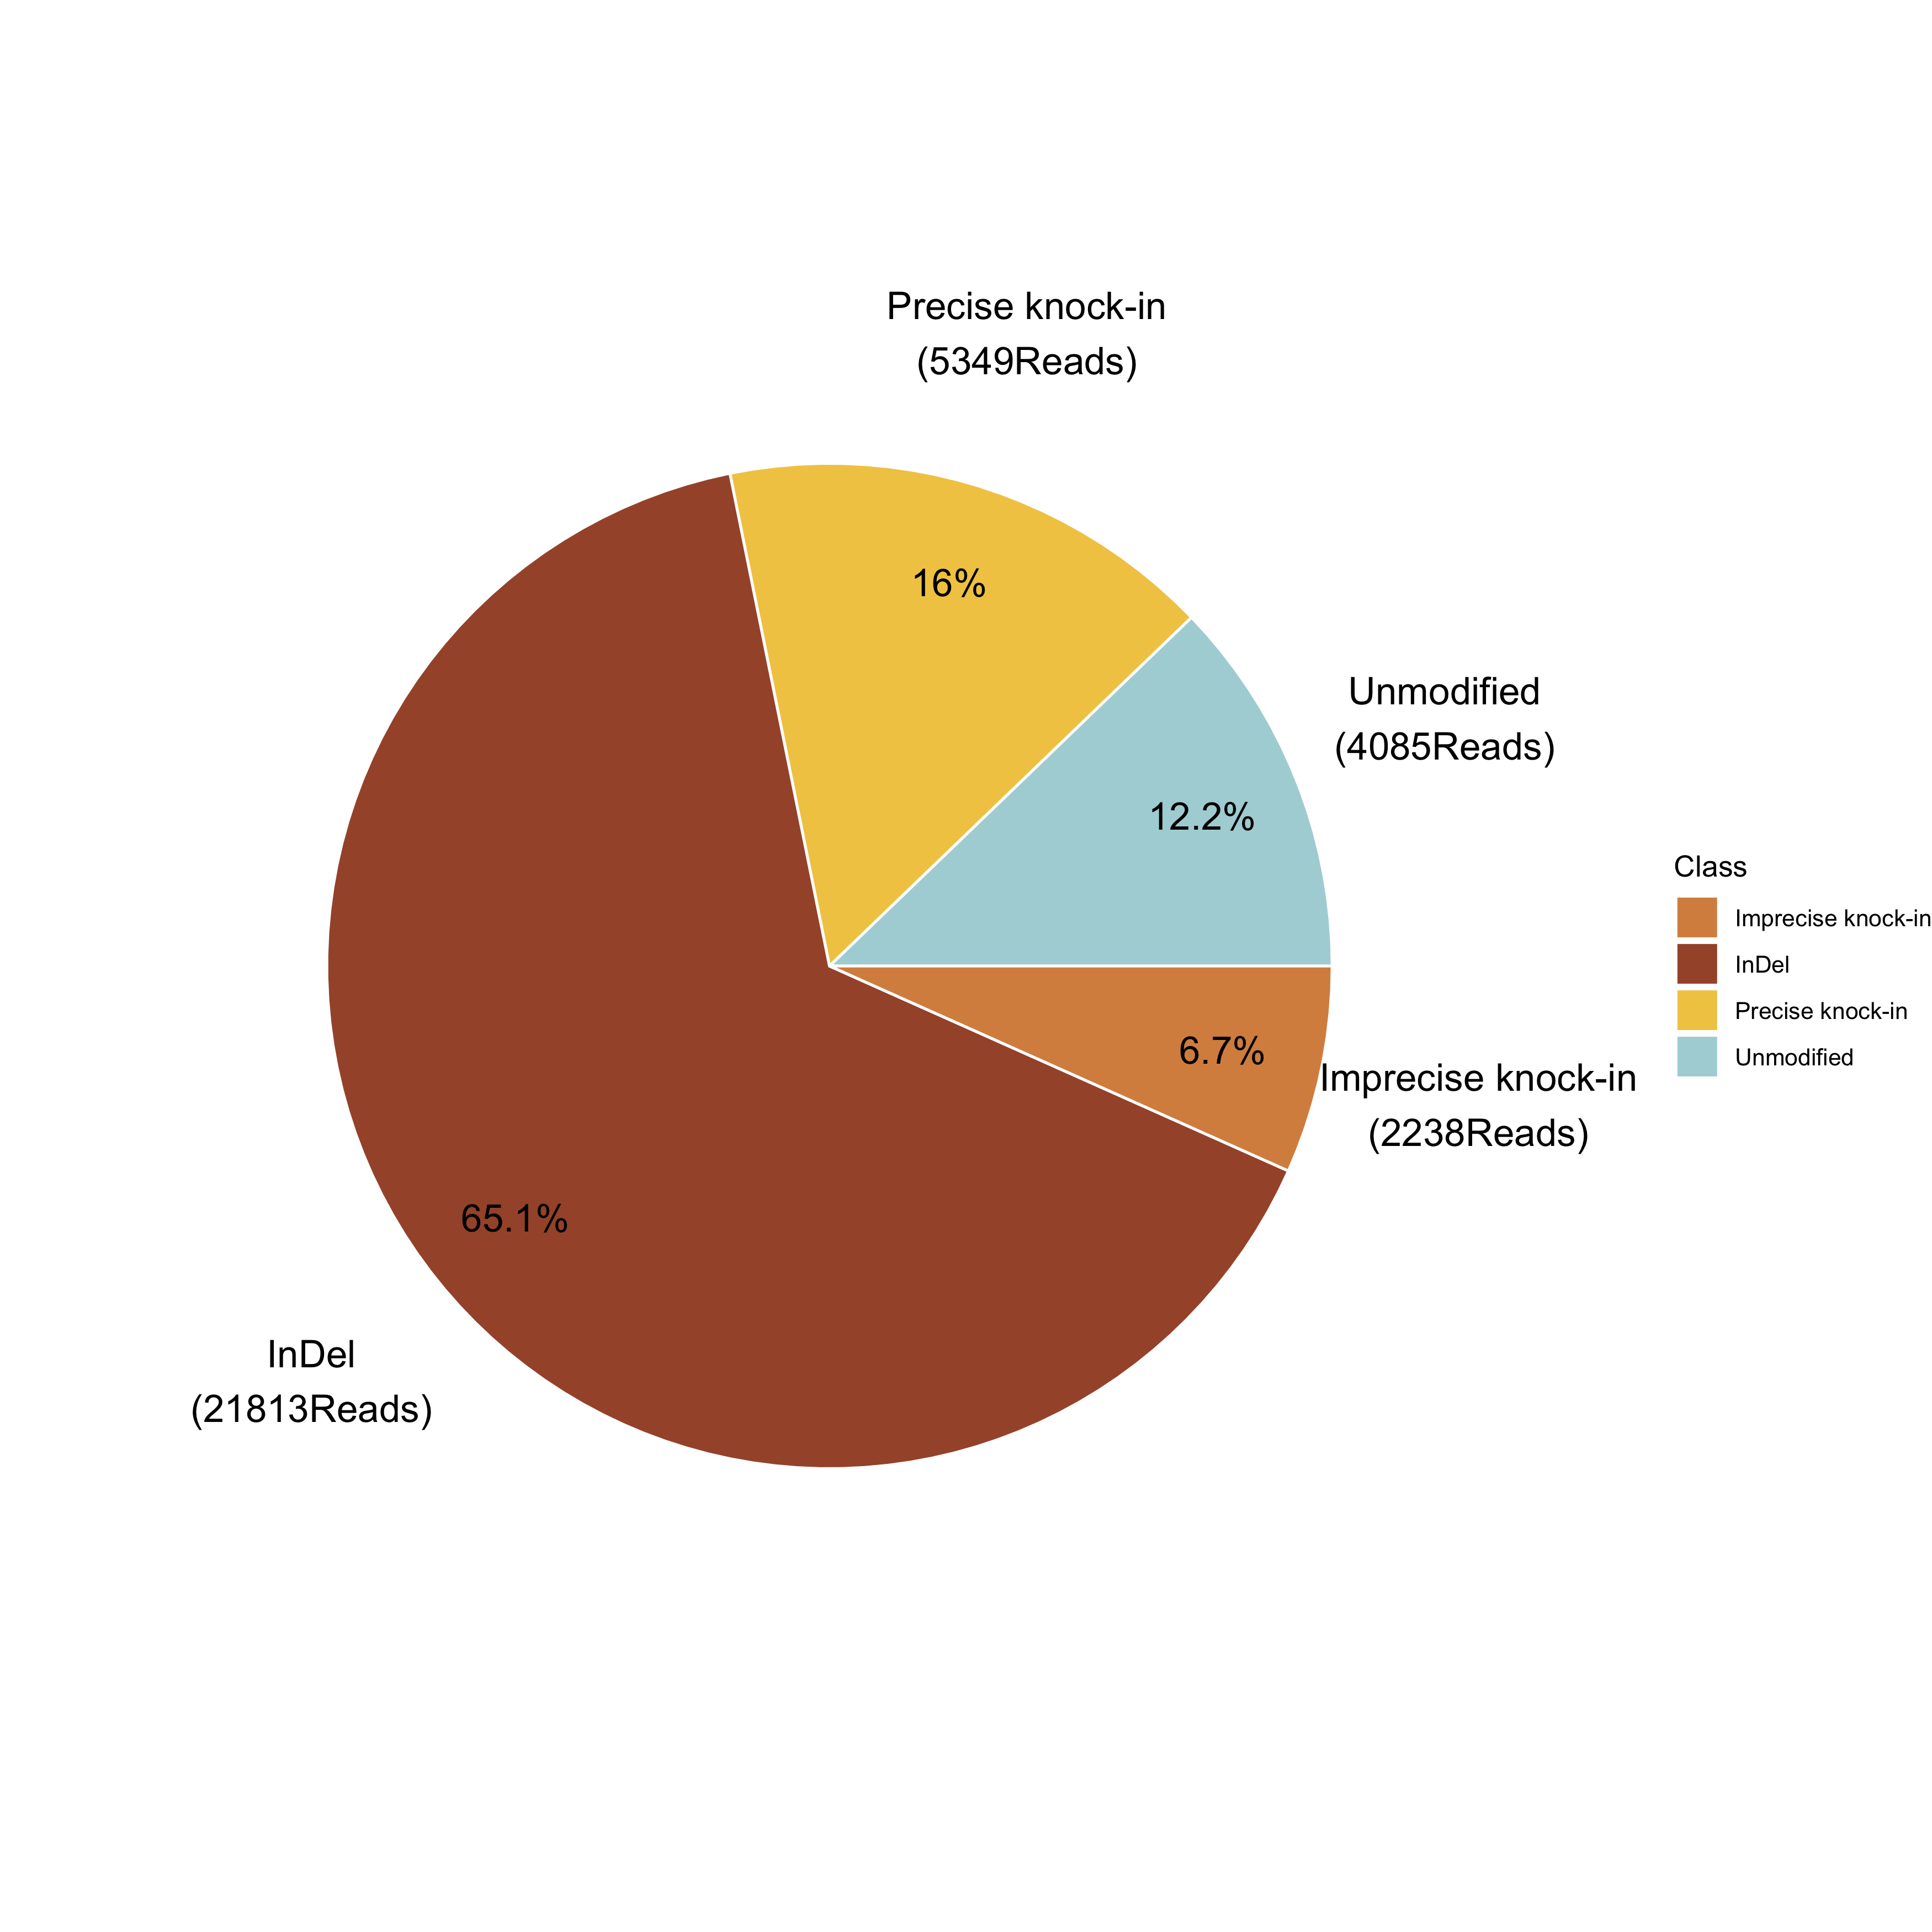 Precise knock-in
(5349Reads)
16%
Unmodified
(4085Reads)
12.2%
6.7%
Imprecise knock-in
(2238Reads)
65.1%
InDel
(21813Reads)
Class
Imprecise knock-in
InDel
Precise knock-in
Unmodified